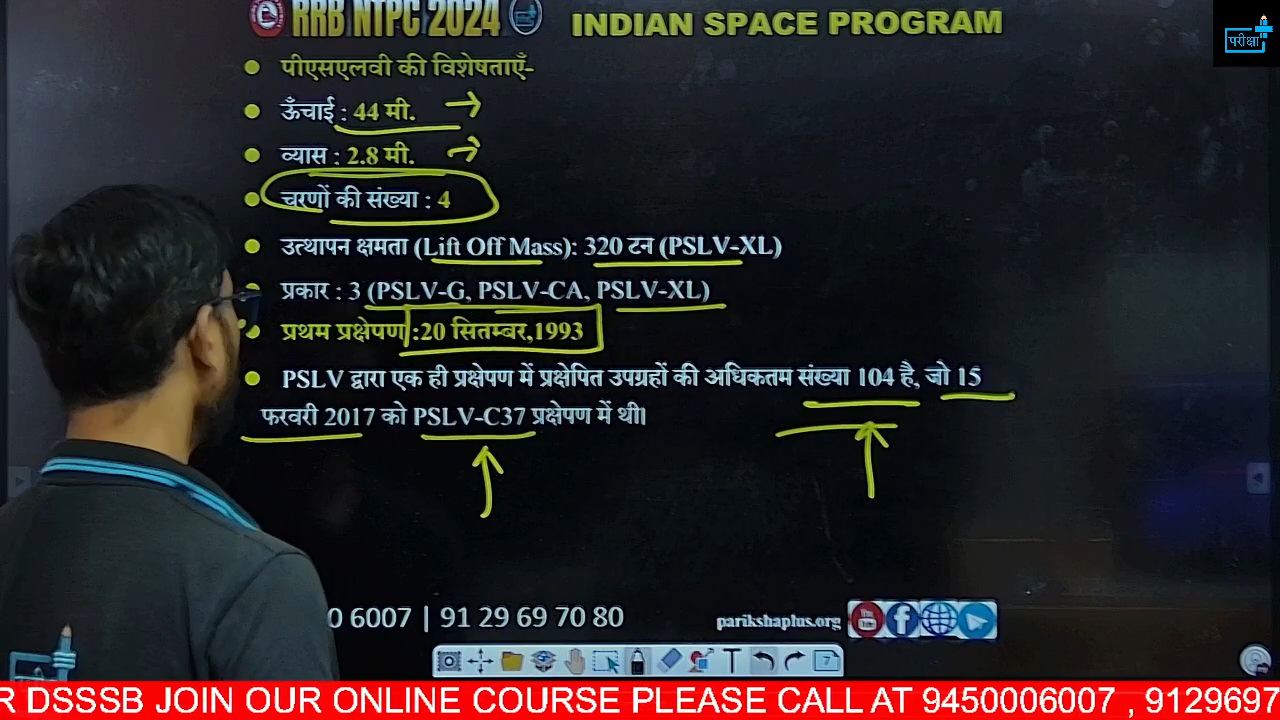 RRB NTPC 2024
INDIAN SPACE PROGRAM
परीक्षा
पीएसएलवी की विशेषताएँ-
ऊँचाई : 44 मी.
व्यास : 2.8 मी.
चरणों की संख्या : 4
उत्थापन क्षमता (Lift Off Mass): 320 टन (PSLV-XL)
प्रकार : 3 (PSLV-G, PSLV-CA, PSLV-XL)
प्रथम प्रक्षेपण :20 सितम्बर,1993
PSLV द्वारा एक ही प्रक्षेपण में प्रक्षेपित उपग्रहों की अधिकतम संख्या 104 है, जो 15
फरवरी 2017 को PSLV-C37 प्रक्षेपण में थी।
0 6007 | 91 29 69 70 80
parikshaplus.org
R DSSSB JOIN OUR ONLINE COURSE PLEASE CALL AT 9450006007 , 9129697